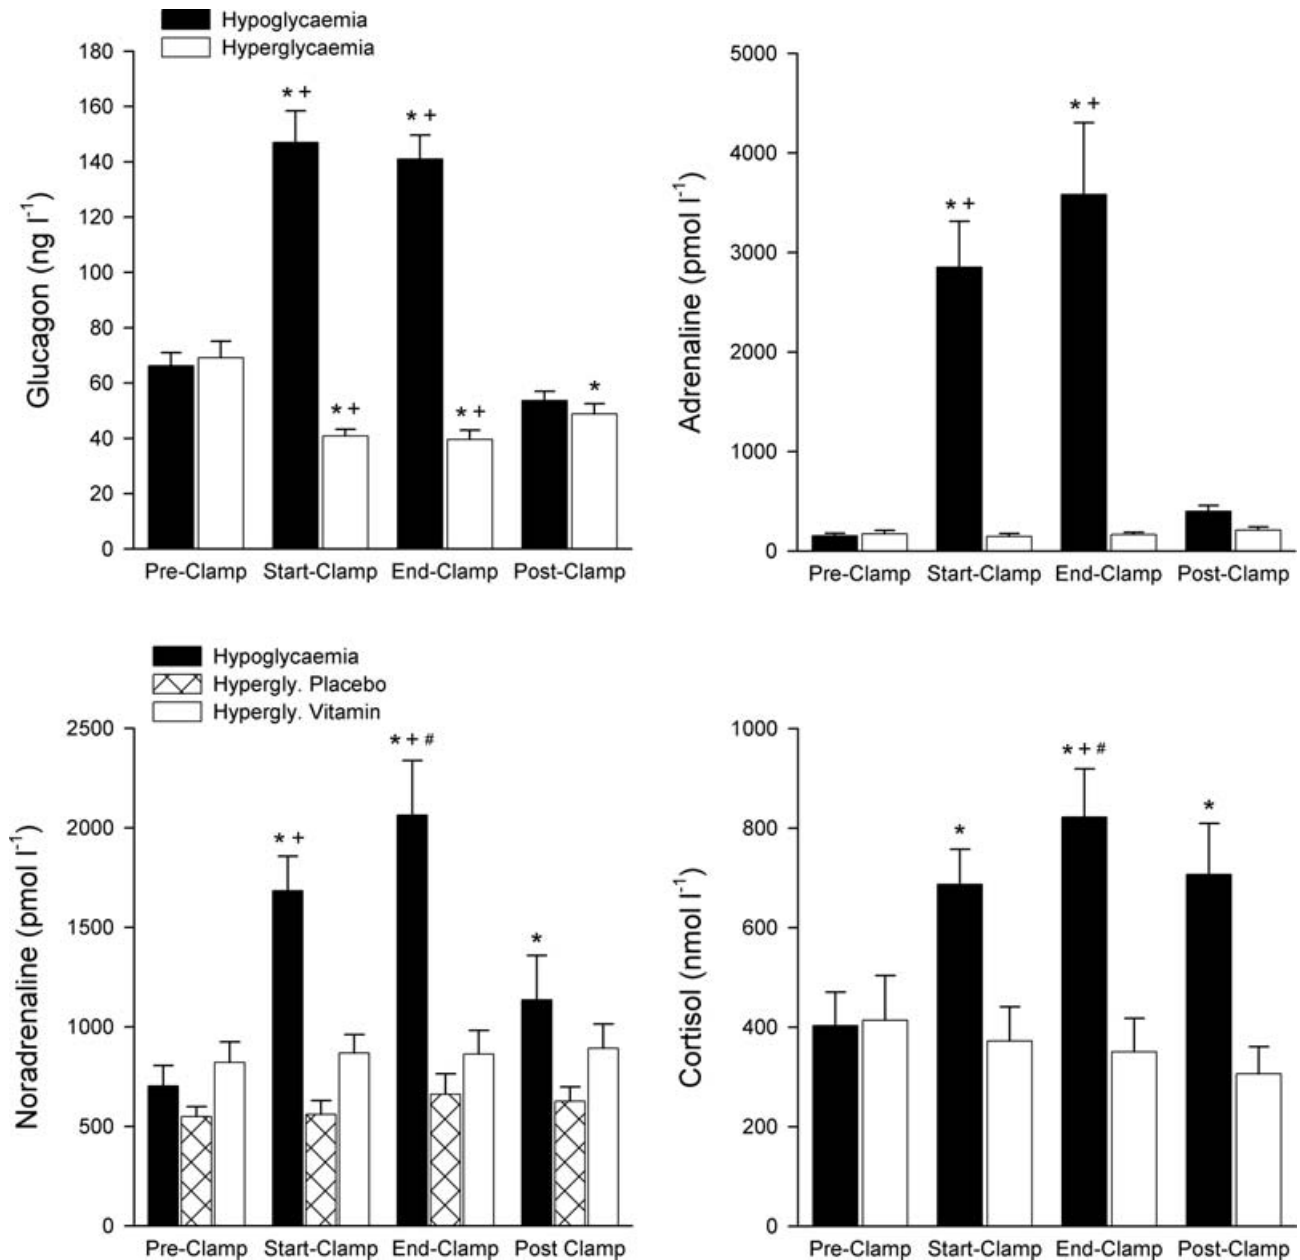 Hypoglycaemia
Hyperglycaemia
Glucagon (ng l-1)
180
160
140
120
100
80
60
40
20
0
* +
* +
* +
* +
*
Pre-Clamp Start-Clamp End-Clamp Post-Clamp
Adrenaline (pmol l-1)
5000
4000
3000
2000
1000
0
* +
* +
Pre-Clamp Start-Clamp End-Clamp Post-Clamp
Hypoglycaemia
Hypergly. Placebo
Hypergly. Vitamin
Noradrenaline (pmol l-1)
2500
2000
1500
1000
500
0
* +
* + #
*
Pre-Clamp Start-Clamp End-Clamp Post Clamp
Cortisol (nmol l-1)
1000
800
600
400
200
0
*
* + #
*
Pre-Clamp Start-Clamp End-Clamp Post-Clamp